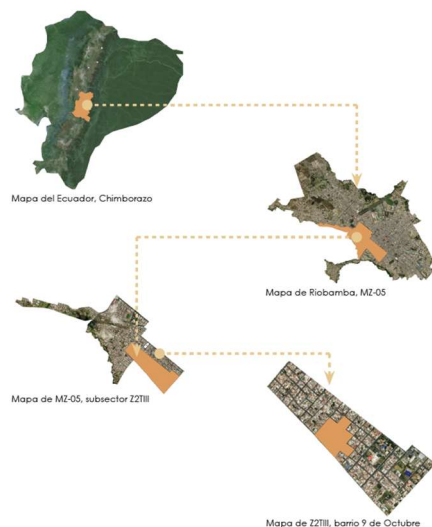 Mapa del Ecuador, Chimborazo
Mapa de Riobamba, MZ-05
Mapa de MZ-05, subsector Z2TIII
Mapa de Z2TIII, barrio 9 de Octubre